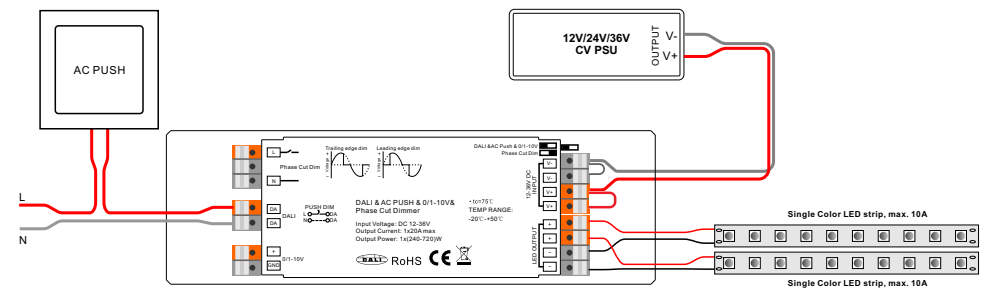 AC PUSH
L
N
L
Phase Cut Dim
N
DA
DALI
DA
+
0/1-10V
GND
Trailing edge dim
Leading edge dim
Voltage
Voltage
+
-
+
-
PUSH DIM
L DA
N DA
DALI & AC PUSH & 0/1-10V&
Phase Cut Dimmer
Input Voltage: DC 12-36V
Output Current: 1x20A max
Output Power: 1x(240-720)W
DALI
RoHS
CE
• tc=75℃
TEMP RANGE:
-20℃-+50℃
DALI &AC Push & 0/1-10V
Phase Cut Dim
12-36V DC
INPUT
V-
V-
V+
V+
LED OUTPUT
+
+
−
−
12V/24V/36V
CV PSU
OUTPUT
V-
V+
Single Color LED strip, max. 10A
Single Color LED strip, max. 10A